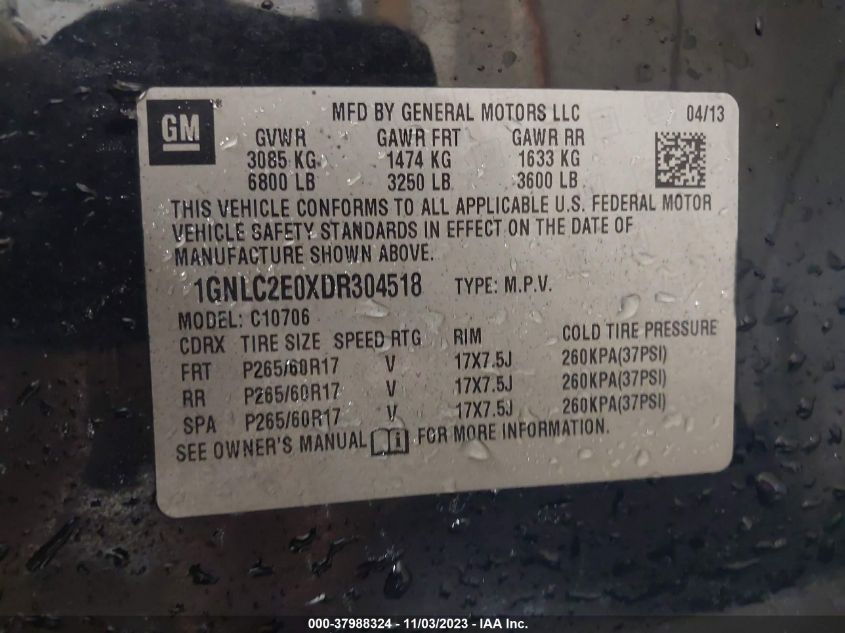 GM ® MFD BY GENERAL MOTORS LLC 04/13
GVWR GAWR FRT GAWR RR
3085 KG 1474 KG 1633 KG
6800 LB 3250 LB 3600 LB
THIS VEHICLE CONFORMS TO ALL APPLICABLE U.S. FEDERAL MOTOR
VEHICLE SAFETY STANDARDS IN EFFECT ON THE DATE OF
MANUFACTURE SHOWN ABOVE.
1GNLC2E0XDR304518 TYPE: M.P.V.
MODEL: C10706
CDRX TIRE SIZE SPEED RTG RIM COLD TIRE PRESSURE
FRT P265/60R17 V 17X7.5J 260KPA(37PSI)
RR P265/60R17 V 17X7.5J 260KPA(37PSI)
SPA P265/60R17 V 17X7.5J 260KPA(37PSI)
SEE OWNER'S MANUAL i FOR MORE INFORMATION.
000-37988324 - 11/03/2023 - IAA Inc.